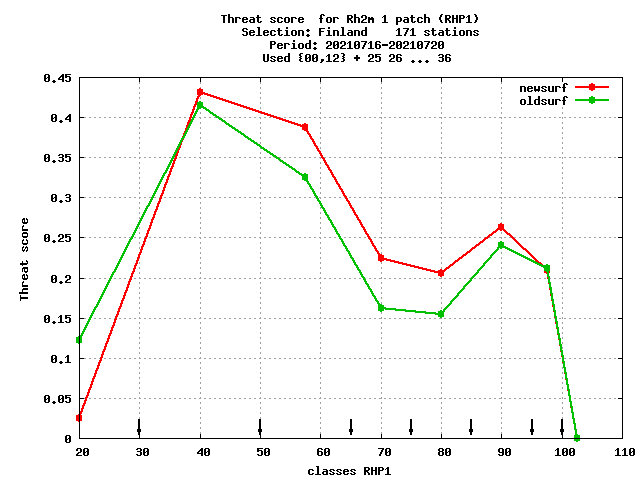 Threat score  for Rh2m 1 patch (RHP1)
Selection: Finland    171 stations
Period: 20210716-20210720
Used {00,12} + 25 26 ... 36
newsurf
oldsurf
Threat score
0.45
0.4
0.35
0.3
0.25
0.2
0.15
0.1
0.05
0
20 30 40 50 60 70 80 90 100 110
classes RHP1